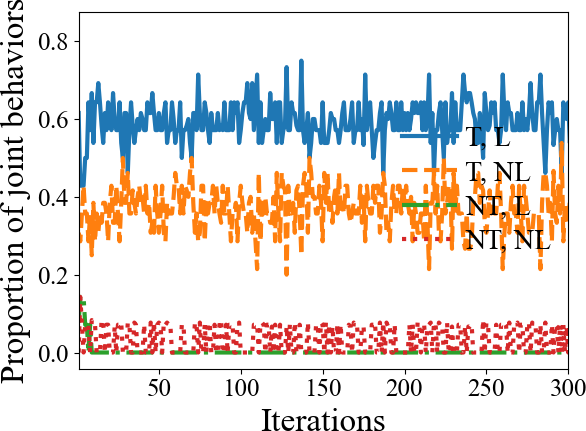 Proportion of joint behaviors
0.8
0.6
0.4
0.2
0.0
T, L
T, NL
NT, L
NT, NL
50
100
150
200
250
300
Iterations